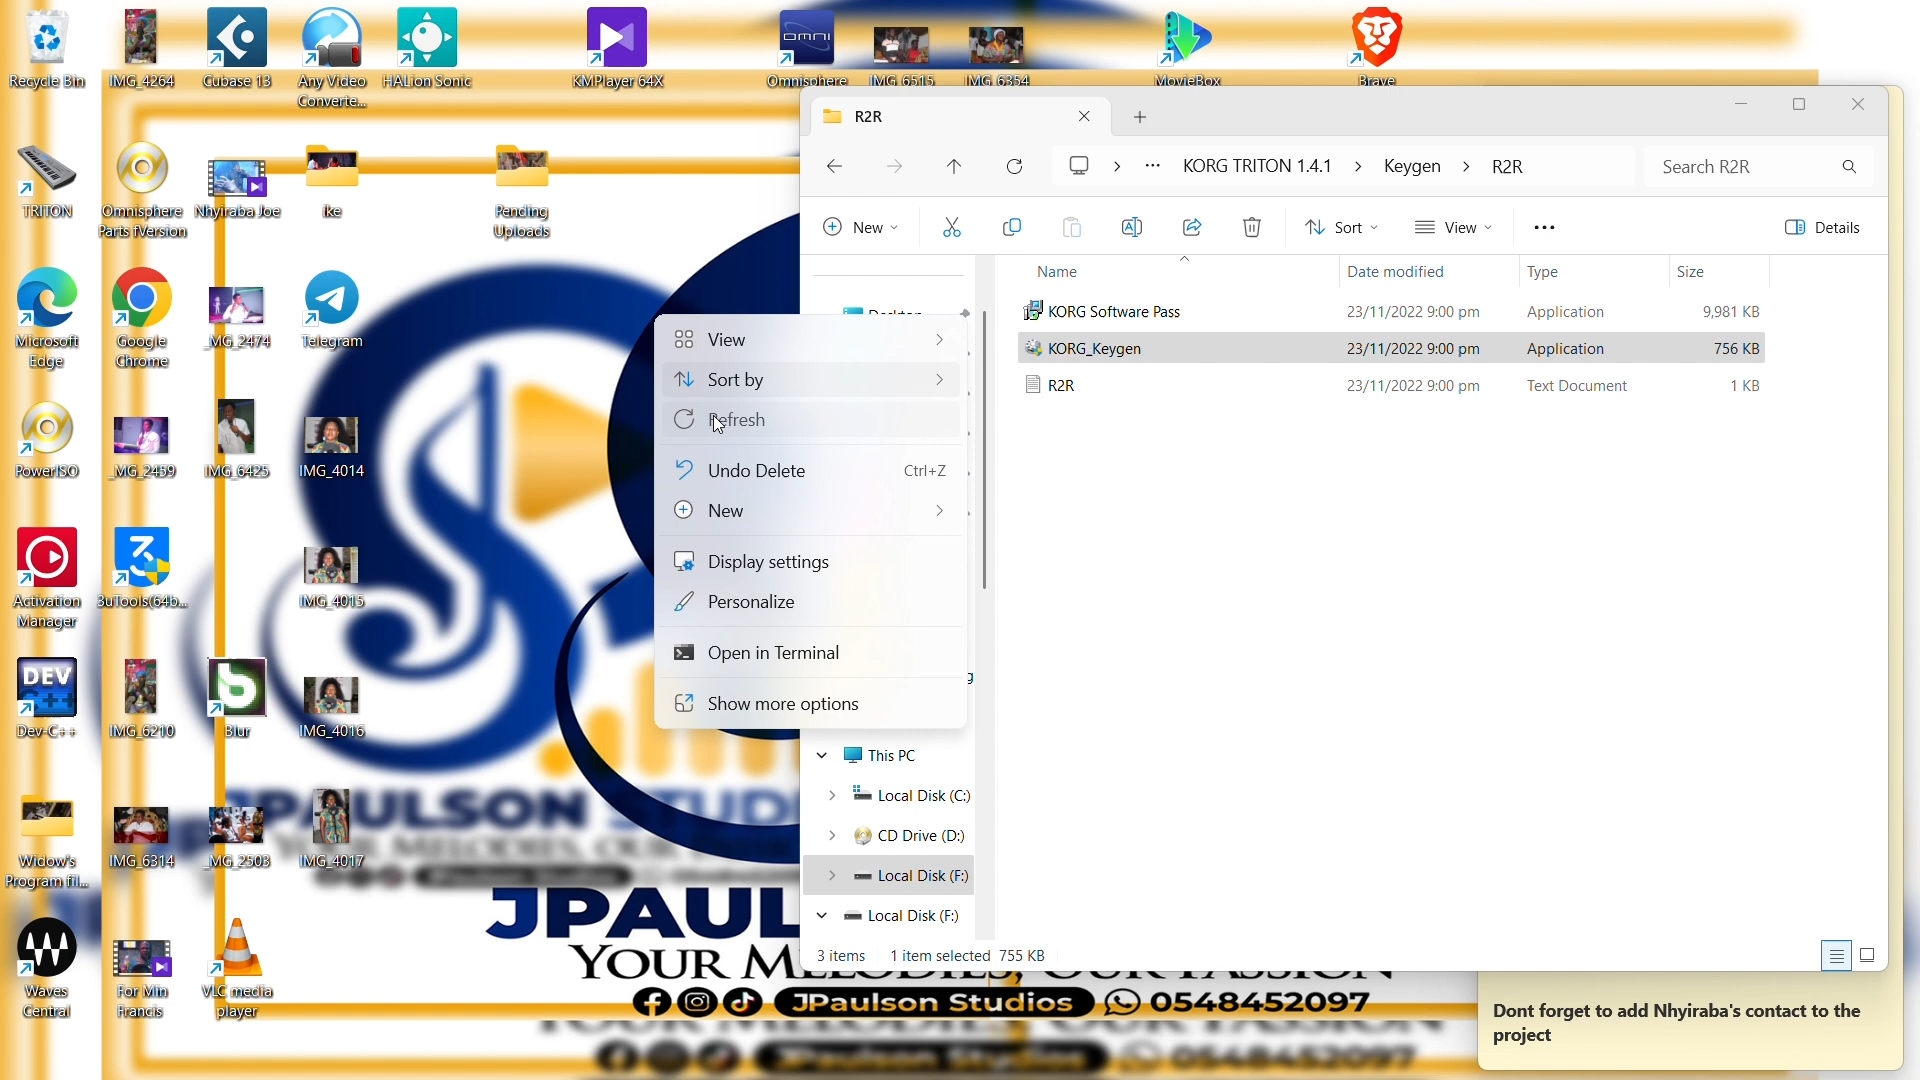 Recycle Bin
IMG_4264
Cubase 13
Any Video
Converte...
HALion Sonic
KMPlayer 64X
OMNI
Omnisphere
IMG_6515
IMG_6354
MovieBox
Brave
TRITON
Omnisphere
Parts fVersion
Nhyiraba Joe
Ike
Pending
Uploads
Microsoft
Edge
Google
Chrome
_MG_2474
Telegram
PowerISO
_MG_2459
IMG_6425
IMG_4014
Activation
Manager
3uTools(64b...
IMG_4015
DEV
C++
Dev-C++
IMG_6210
Blur
IMG_4016
Widow's
Program fil...
IMG_6314
_MG_2503
IMG_4017
Waves
Central
For Min
Francis
VLC media
player
R2R
KORG TRITON 1.4.1
Keygen
R2R
Search R2R
New
Sort
View
Details
Name
Date modified
Type
Size
KORG Software Pass
23/11/2022 9:00 pm
Application
9,981 KB
KORG_Keygen
23/11/2022 9:00 pm
Application
756 KB
R2R
23/11/2022 9:00 pm
Text Document
1 KB
View
Sort by
Refresh
Undo Delete
Ctrl+Z
New
Display settings
Personalize
Open in Terminal
Show more options
This PC
Local Disk (C:)
CD Drive (D:)
Local Disk (F:)
Local Disk (F:)
3 items
1 item selected 755 KB
JPAUL
JPaulson Studios
0548452097
Dont forget to add Nhyiraba's contact to the
project